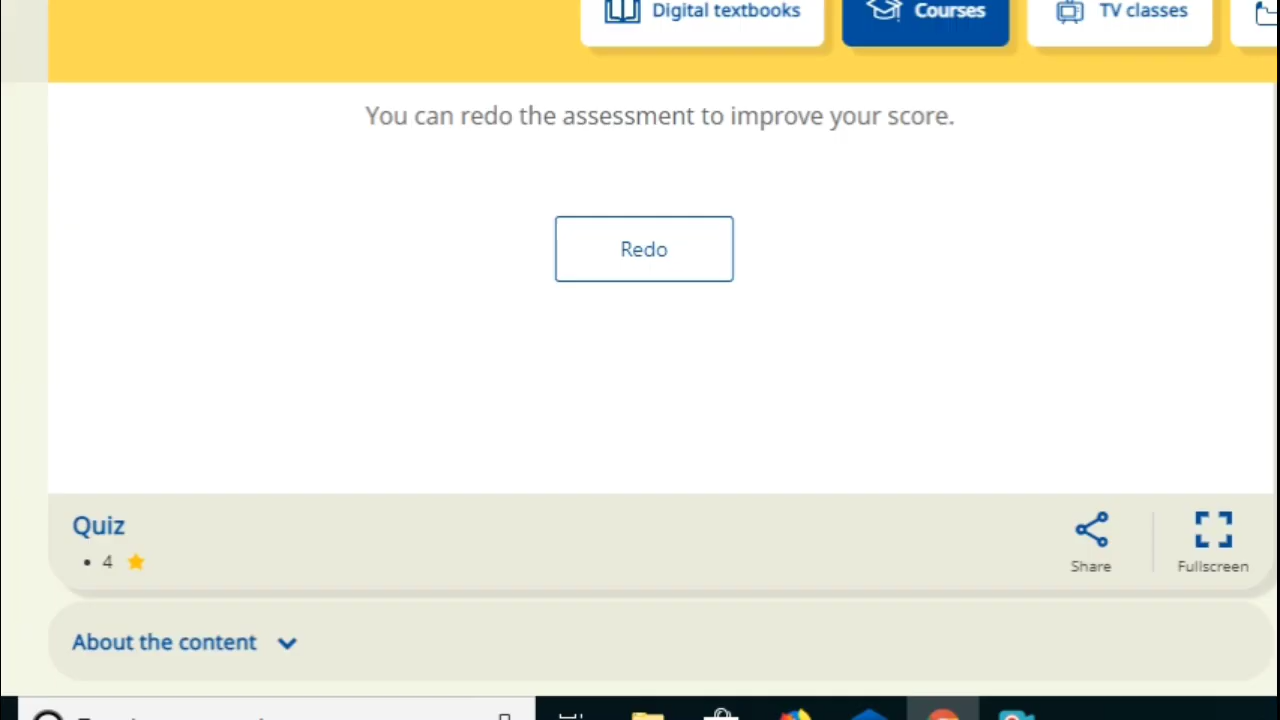 Digital textbooks
Courses
TV classes
You can redo the assessment to improve your score.
Redo
Quiz
• 4
Share
Fullscreen
About the content